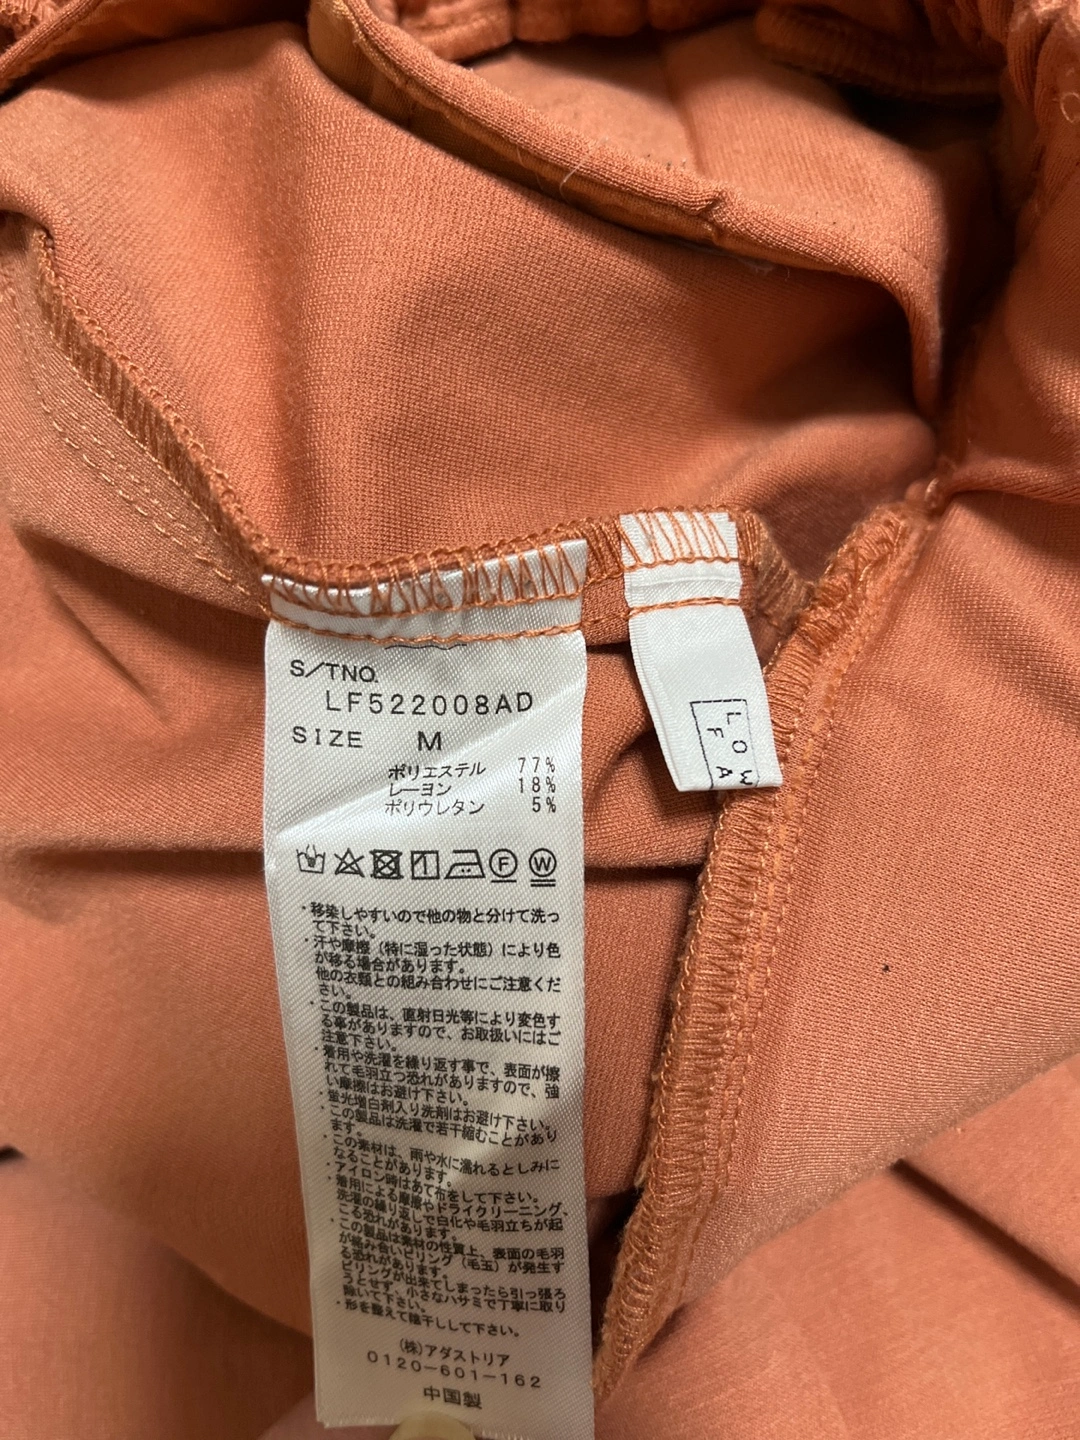 S/TNO.
LF522008AD
SIZE M
ポリエステル 77%
レーヨン 18%
ポリウレタン 5%
F W
・移染しやすいので他の物と分けて洗っ
て下さい。
・汗や摩擦（特に湿った状態）により色
が移る場合があります。
他の衣類との組み合わせにご注意くだ
さい。
・この製品は、直射日光等により変色す
る事がありますので、お取扱いにはご
注意下さい。
・着用や洗濯を繰り返す事で、表面が擦
れて毛羽立つ恐れがありますので、強
い摩擦はお避け下さい。
・蛍光増白剤入り洗剤はお避け下さい。
・この製品は洗濯で若干縮むことがあり
ます。
・この素材は、雨や水に濡れるとしみに
なることがあります。
・アイロン時はあて布をして下さい。
・着用による摩擦やドライクリーニング、
洗濯の繰り返しで白化や毛羽立ちが起
こる恐れがあります。
・この製品は素材の性質上、表面の毛羽
が絡み合いピリング（毛玉）が発生す
る恐れがあります。
ピリングが出来てしまったら引っ張ろ
うとせず、小さなハサミで丁寧に取り
除いて下さい。
・形を整えて陰干しして下さい。
(株)アダストリア
0120-601-162
中国製
LOW
FA